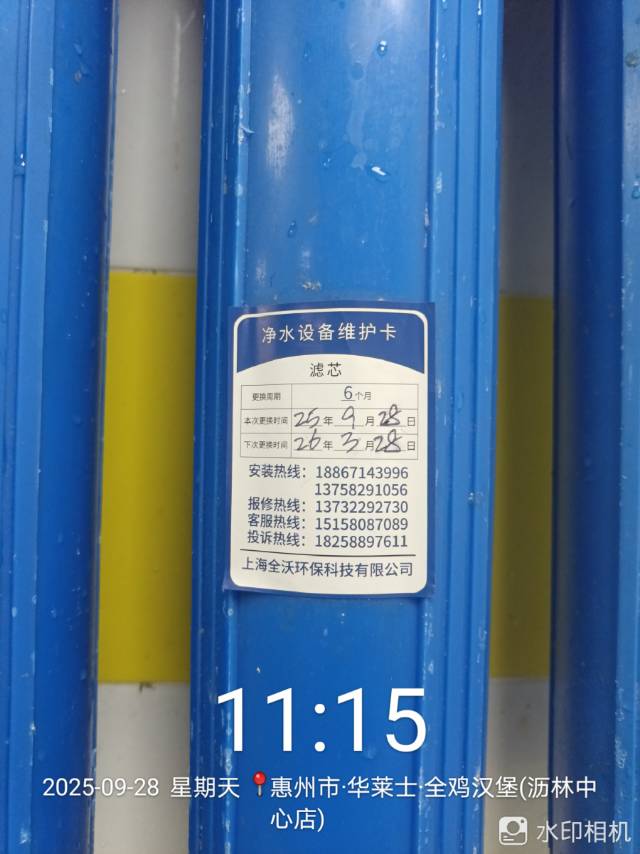 净水设备维护卡
滤芯
更换周期 6个月
本次更换时间 25年9月28日
下次更换时间 26年3月28日
安装热线：18867143996
13758291056
报修热线：13732292730
客服热线：15158087089
投诉热线：18258897611
上海全沃环保科技有限公司
11:15
2025-09-28 星期天 惠州市·华莱士·全鸡汉堡(沥林中
心店)
水印相机